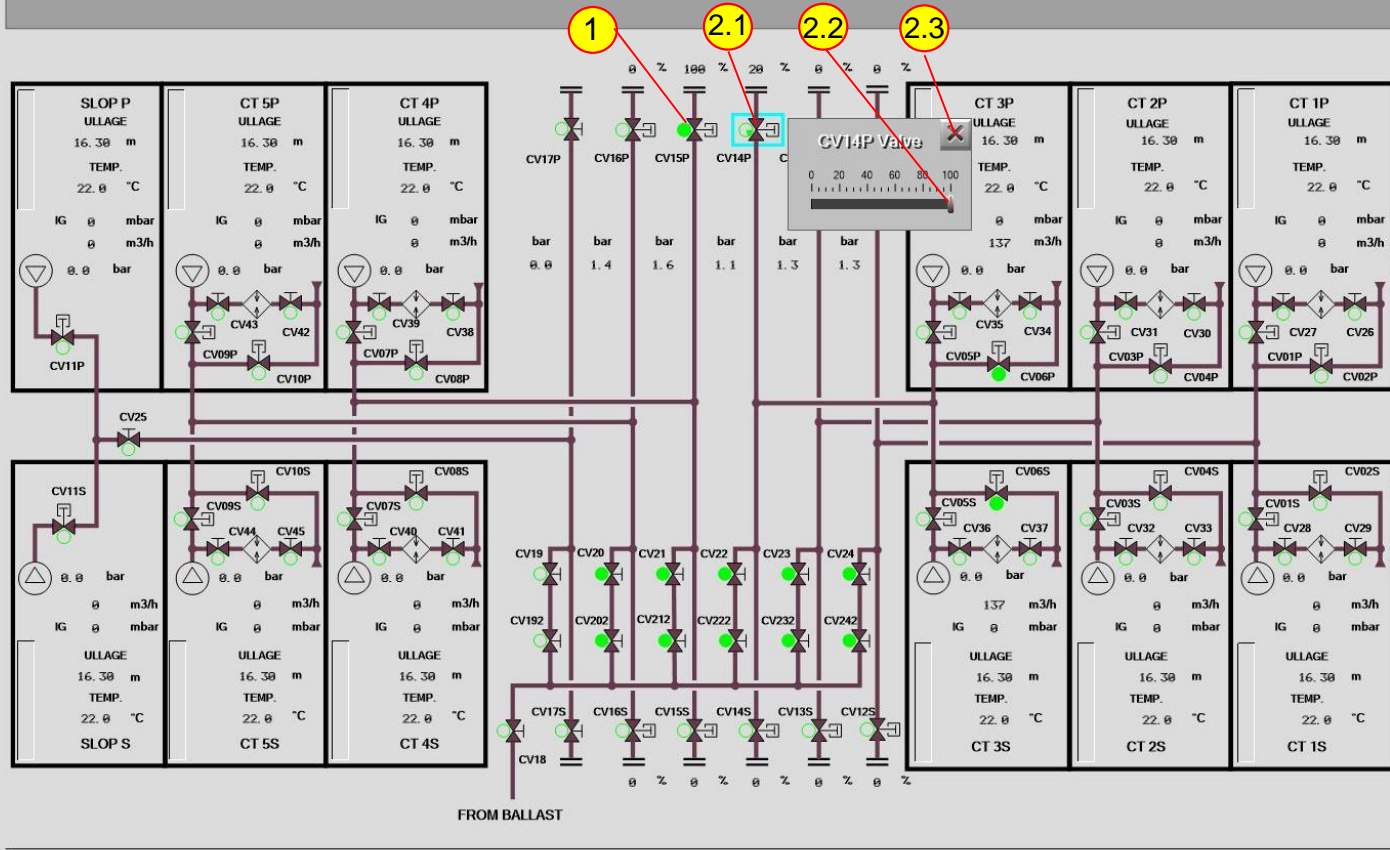 1
2.1
2.2
2.3
0 % 100 % 20 % 0 % 0 %
SLOP P
ULLAGE
16.30 m
TEMP.
22.0 °C
IG 0 mbar
0 m3/h
0.0 bar
CV11P
CT 5P
ULLAGE
16.30 m
TEMP.
22.0 °C
IG 0 mbar
0 m3/h
0.0 bar
CV43
CV42
CV09P
CV10P
CT 4P
ULLAGE
16.30 m
TEMP.
22.0 °C
IG 0 mbar
0 m3/h
0.0 bar
CV39
CV38
CV07P
CV08P
CV17P
CV16P
CV15P
CV14P
C
CV14P Valve
0 20 40 60 80 100
bar bar bar bar bar bar
0.0 1.4 1.6 1.1 1.3 1.3
CT 3P
ULLAGE
16.30 m
TEMP.
22.0 °C
0 mbar
137 m3/h
0.0 bar
CV35
CV34
CV05P
CV06P
CT 2P
ULLAGE
16.30 m
TEMP.
22.0 °C
IG 0 mbar
0 m3/h
0.0 bar
CV31
CV30
CV03P
CV04P
CT 1P
ULLAGE
16.30 m
TEMP.
22.0 °C
IG 0 mbar
0 m3/h
0.0 bar
CV27
CV26
CV01P
CV02P
CV25
CV11S
0.0 bar
0 m3/h
IG 0 mbar
ULLAGE
16.30 m
TEMP.
22.0 °C
SLOP S
CV10S
CV09S
CV44
CV45
0.0 bar
0 m3/h
IG 0 mbar
ULLAGE
16.30 m
TEMP.
22.0 °C
CT 5S
CV08S
CV07S
CV40
CV41
0.0 bar
0 m3/h
IG 0 mbar
ULLAGE
16.30 m
TEMP.
22.0 °C
CT 4S
CV19 CV20 CV21 CV22 CV23 CV24
CV192 CV202 CV212 CV222 CV232 CV242
CV17S CV16S CV15S CV14S CV13S CV12S
CV18
0 % 0 % 0 % 0 % 0 %
FROM BALLAST
CV06S
CV05S
CV36
CV37
0.0 bar
137 m3/h
IG 0 mbar
ULLAGE
16.30 m
TEMP.
22.0 °C
CT 3S
CV04S
CV03S
CV32
CV33
0.0 bar
0 m3/h
IG 0 mbar
ULLAGE
16.30 m
TEMP.
22.0 °C
CT 2S
CV02S
CV01S
CV28
CV29
0.0 bar
0 m3/h
IG 0 mbar
ULLAGE
16.30 m
TEMP.
22.0 °C
CT 1S